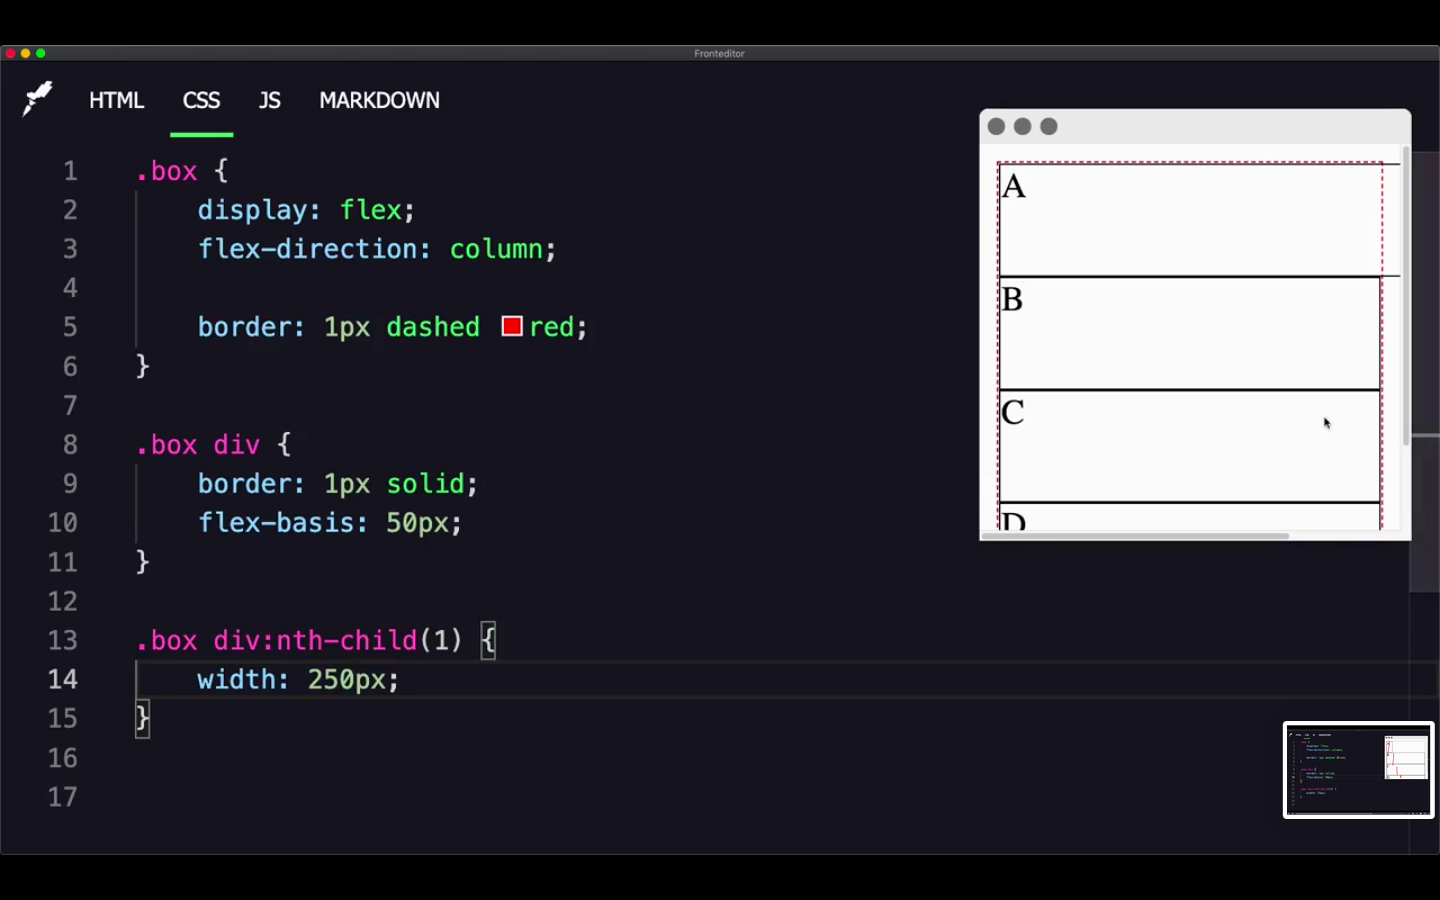 Fronteditor
HTML CSS JS MARKDOWN
1 .box {
2 display: flex;
3 flex-direction: column;
4
5 border: 1px dashed red;
6 }
7
8 .box div {
9 border: 1px solid;
10 flex-basis: 50px;
11 }
12
13 .box div:nth-child(1) {
14 width: 250px;
15 }
16
17
A
B
C
D